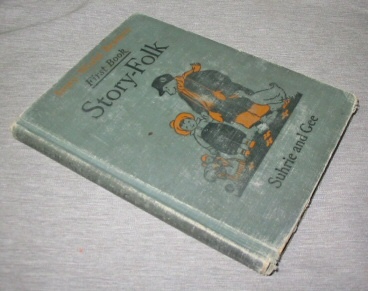 First Book
Story-Folk
Suhrie and Gee